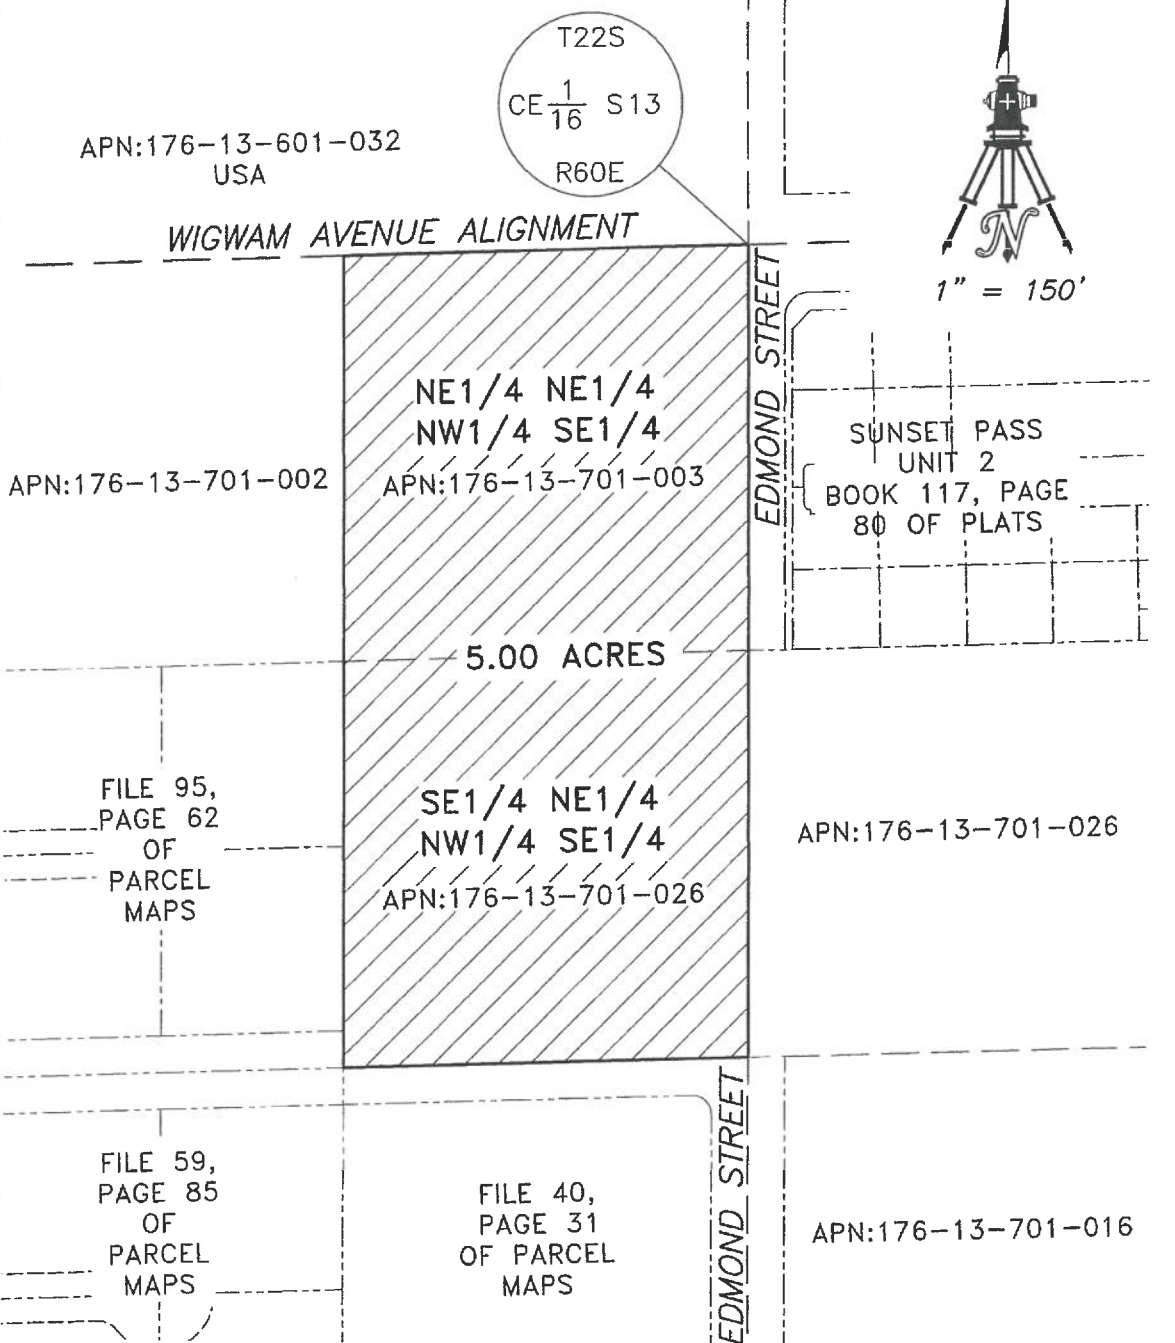 T22S
CE 1/16 S13
R60E
APN:176-13-601-032
USA
WIGWAM AVENUE ALIGNMENT
N
1" = 150'
EDMOND STREET
NE1/4 NE1/4
NW1/4 SE1/4
APN:176-13-701-003
APN:176-13-701-002
SUNSET PASS
UNIT 2
BOOK 117, PAGE
80 OF PLATS
5.00 ACRES
FILE 95,
PAGE 62
OF
PARCEL
MAPS
SE1/4 NE1/4
NW1/4 SE1/4
APN:176-13-701-026
APN:176-13-701-026
EDMOND STREET
FILE 59,
PAGE 85
OF
PARCEL
MAPS
FILE 40,
PAGE 31
OF PARCEL
MAPS
APN:176-13-701-016